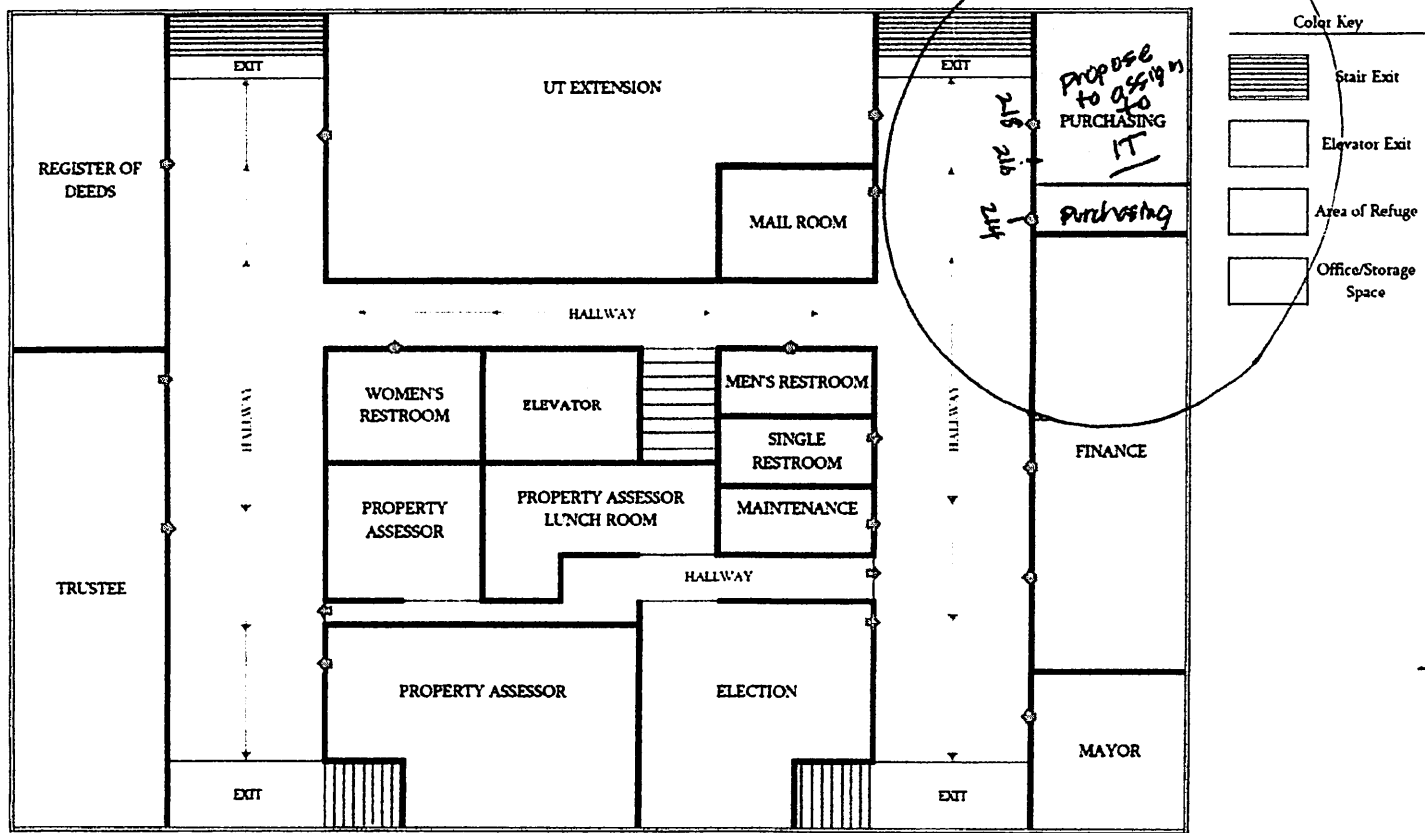 Color Key
Stair Exit
Elevator Exit
Area of Refuge
Office/Storage
Space
EXIT
UT EXTENSION
EXIT
propose
to assign
to
PURCHASING
IT
218
216
214
purchasing
REGISTER OF
DEEDS
MAIL ROOM
HALLWAY
WOMEN'S
RESTROOM
ELEVATOR
MEN'S RESTROOM
SINGLE
RESTROOM
HALLWAY
HALLWAY
FINANCE
PROPERTY
ASSESSOR
PROPERTY ASSESSOR
LUNCH ROOM
MAINTENANCE
HALLWAY
TRUSTEE
PROPERTY ASSESSOR
ELECTION
MAYOR
EXIT
EXIT